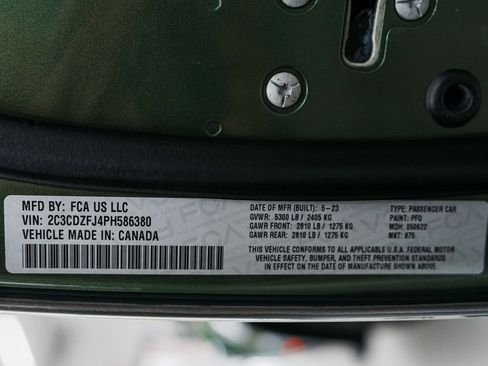 MFD BY: FCA US LLC
VIN: 2C3CDZFJ4PH586380
VEHICLE MADE IN: CANADA
DATE OF MFR (BUILT): 5-23
GVWR: 5300 LB / 2405 KG
GAWR FRONT: 2810 LB / 1275 KG
GAWR REAR: 2810 LB / 1275 KG
TYPE: PASSENGER CAR
PAINT: PFQ
MDH: 050822
MKT: 875
THIS VEHICLE CONFORMS TO ALL APPLICABLE U.S.A. FEDERAL MOTOR
VEHICLE SAFETY, BUMPER, AND THEFT PREVENTION STANDARDS
IN EFFECT ON THE DATE OF MANUFACTURE SHOWN ABOVE.